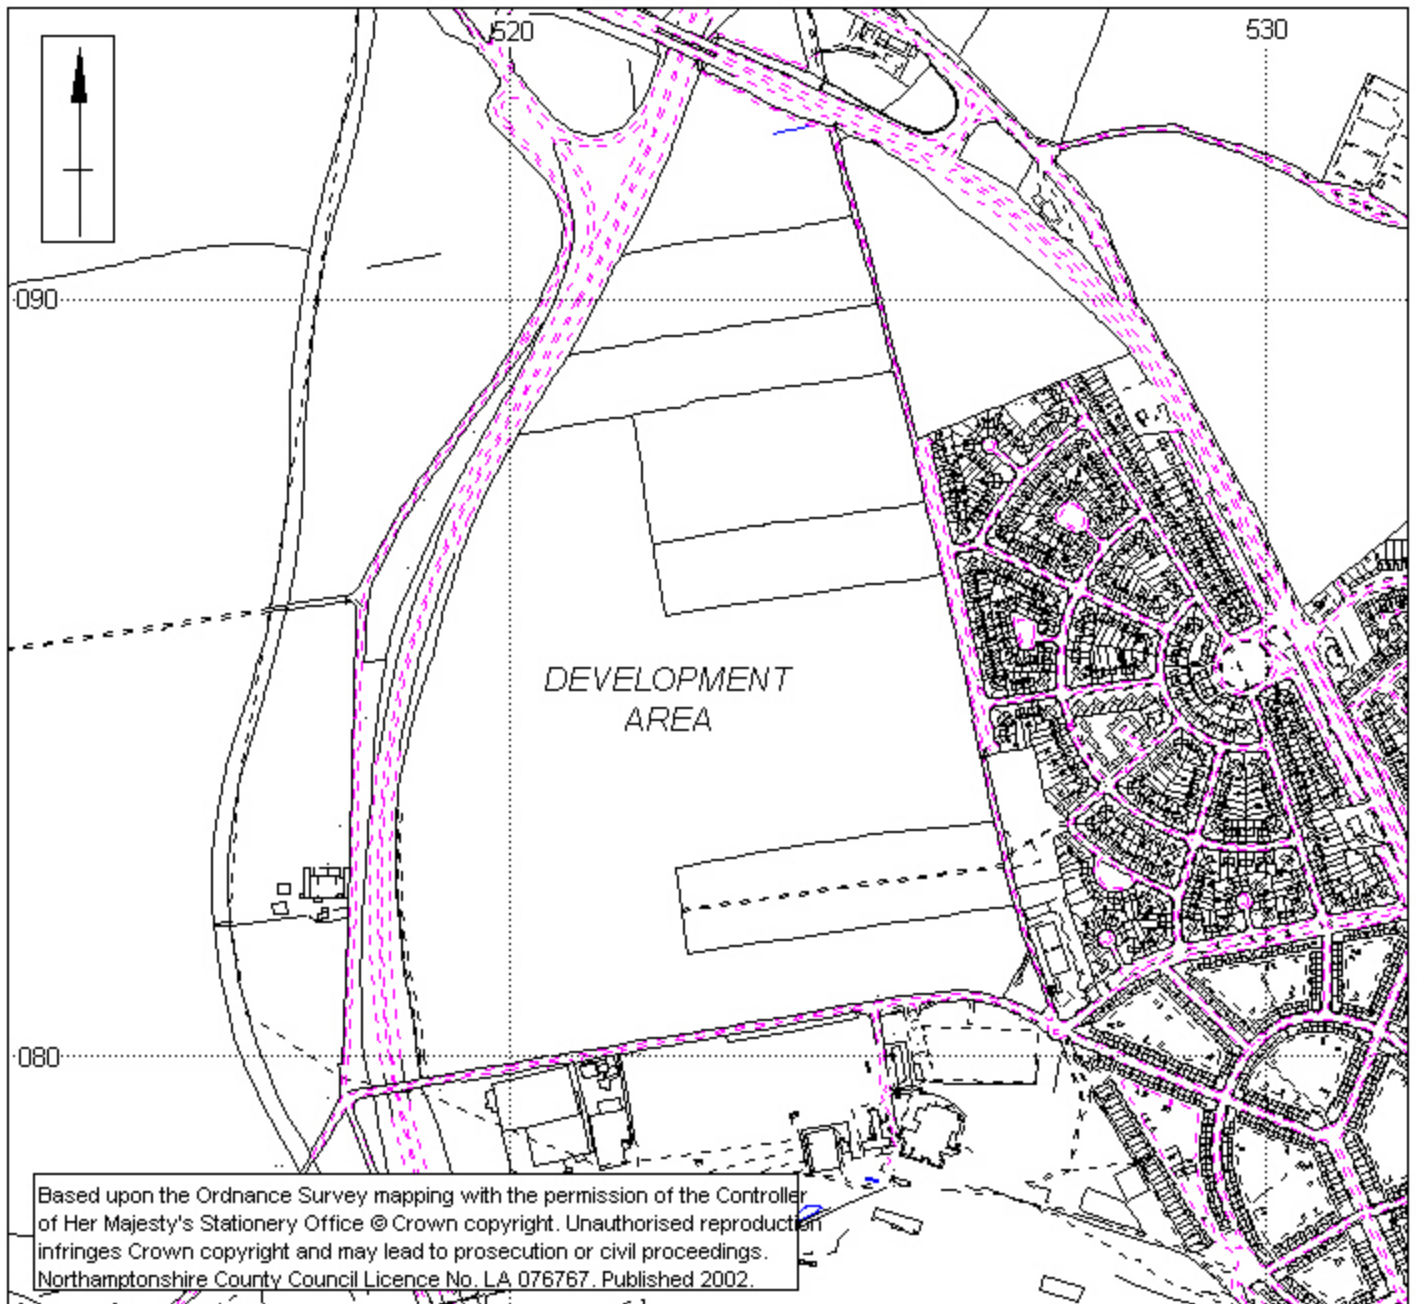 520
530
090
DEVELOPMENT
AREA
080
Based upon the Ordnance Survey mapping with the permission of the Controller
of Her Majesty's Stationery Office © Crown copyright. Unauthorised reproduction
infringes Crown copyright and may lead to prosecution or civil proceedings.
Northamptonshire County Council Licence No. LA 076767. Published 2002.